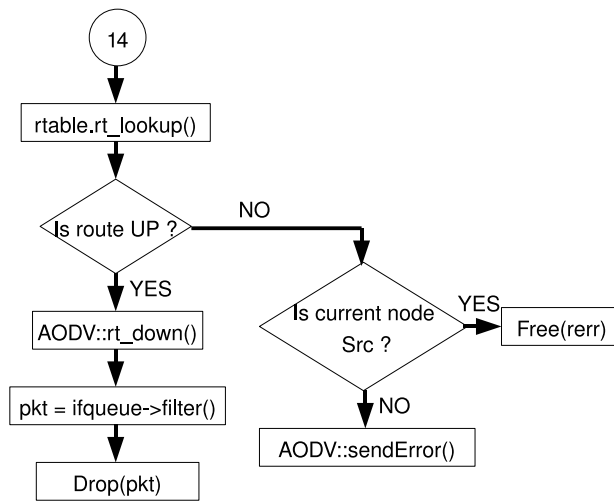 14
rtable.rt_lookup()
Is route UP ?
NO
YES
AODV::rt_down()
pkt = ifqueue->filter()
Drop(pkt)
Is current node
Src ?
YES
Free(rerr)
NO
AODV::sendError()